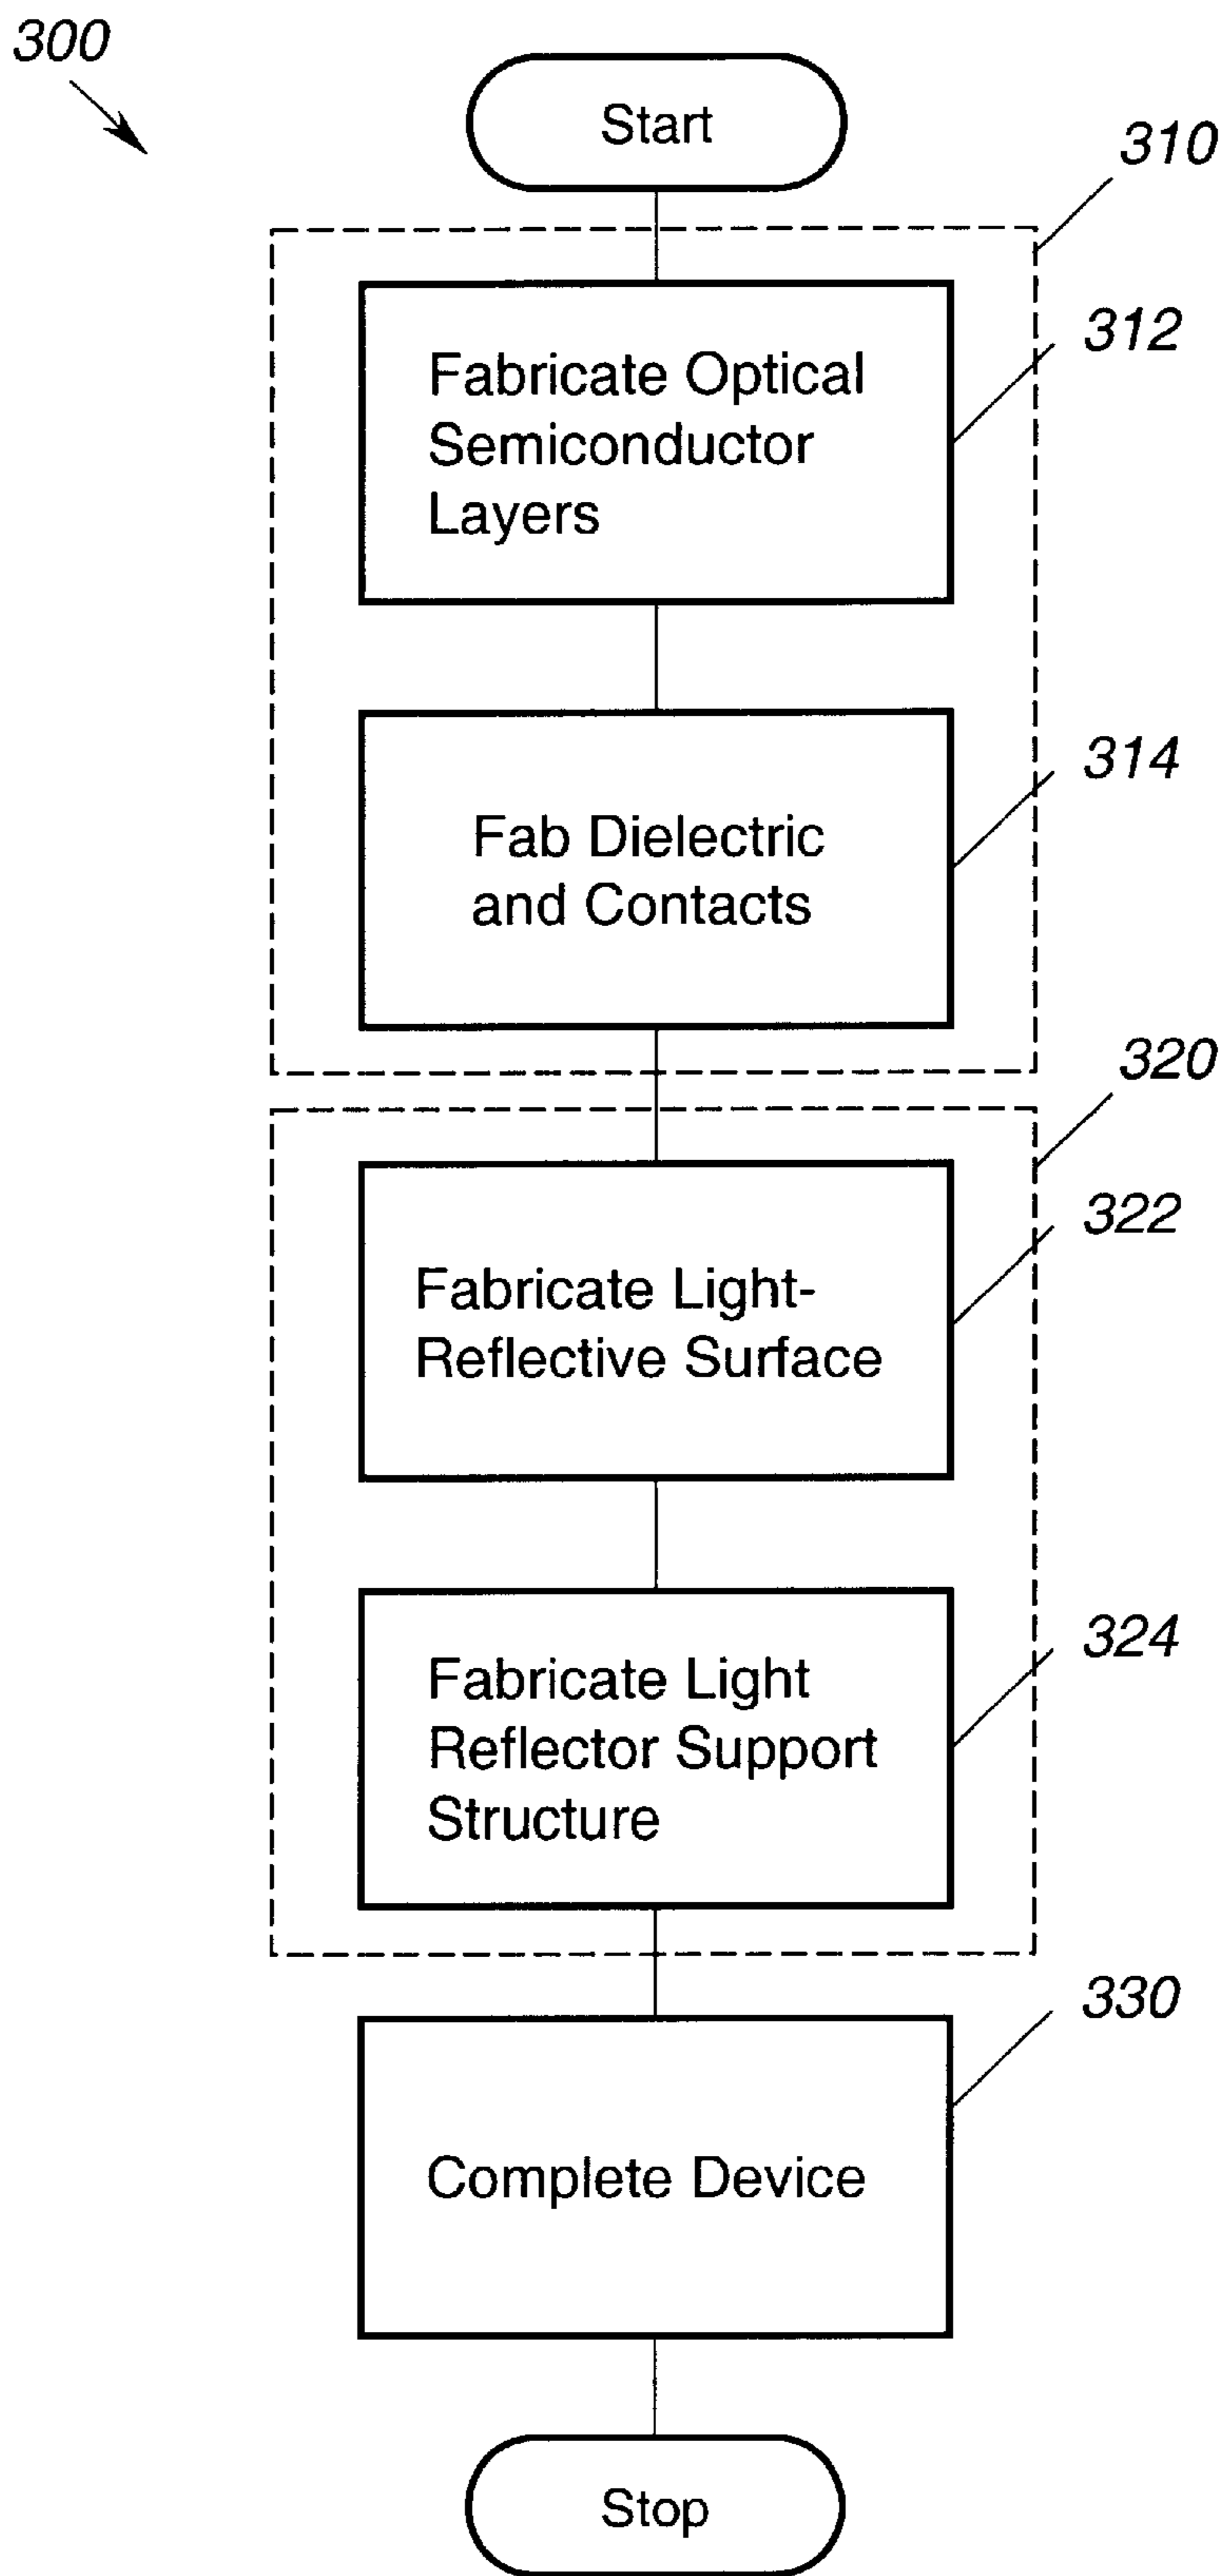 300
Start
310
312
Fabricate Optical
Semiconductor
Layers
314
Fab Dielectric
and Contacts
320
322
Fabricate Light-
Reflective Surface
324
Fabricate Light
Reflector Support
Structure
330
Complete Device
Stop